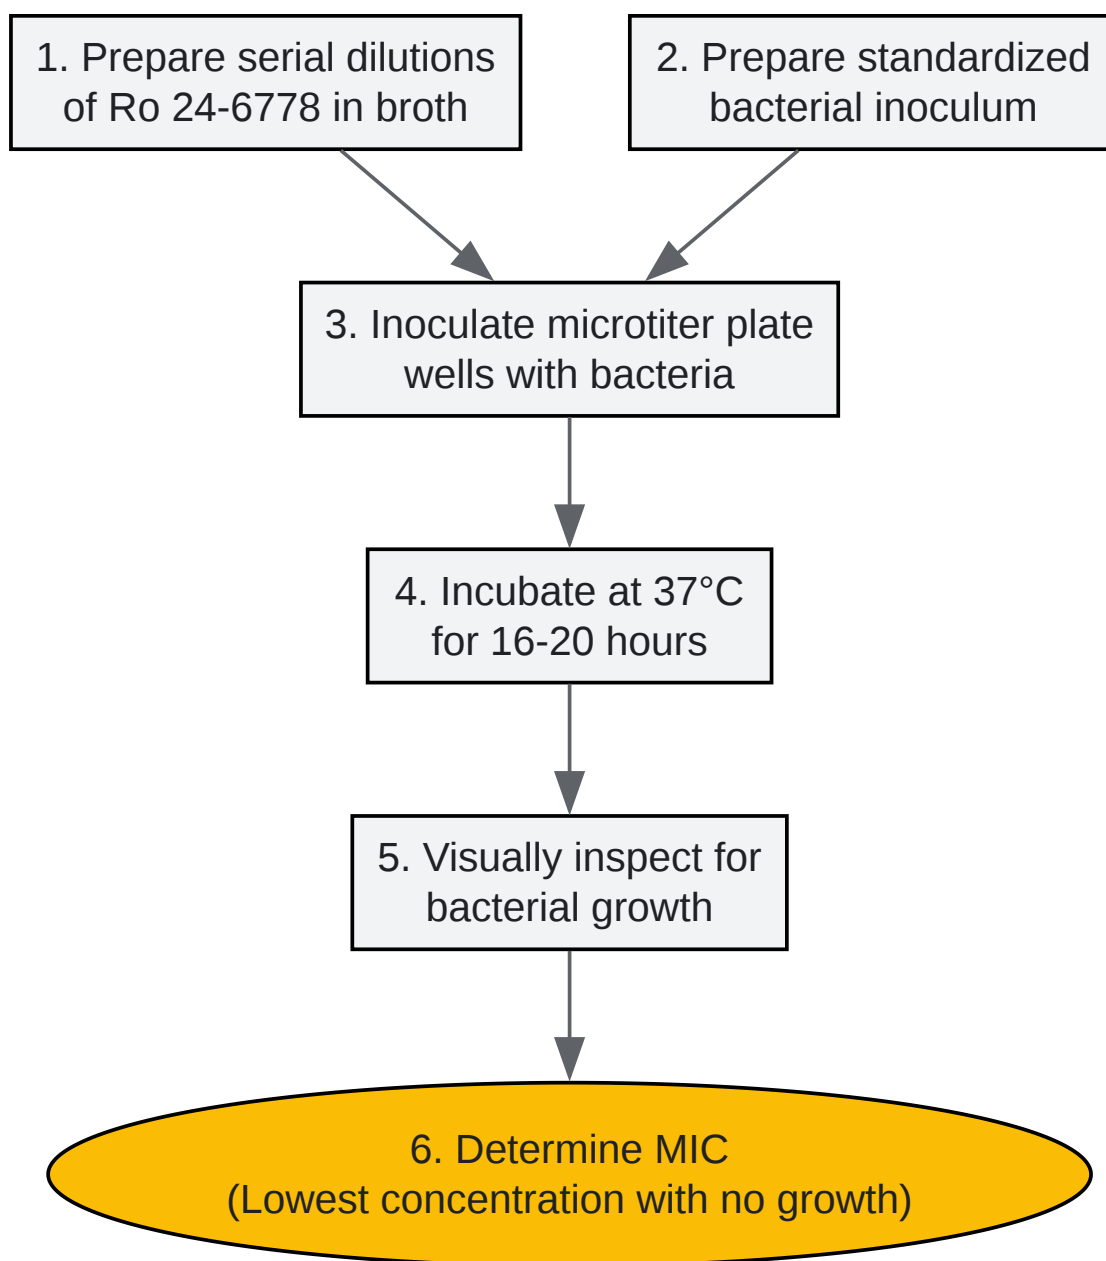 1. Prepare serial dilutions
of Ro 24-6778 in broth
2. Prepare standardized
bacterial inoculum
3. Inoculate microtiter plate
wells with bacteria
4. Incubate at 37°C
for 16-20 hours
5. Visually inspect for
bacterial growth
6. Determine MIC
(Lowest concentration with no growth)